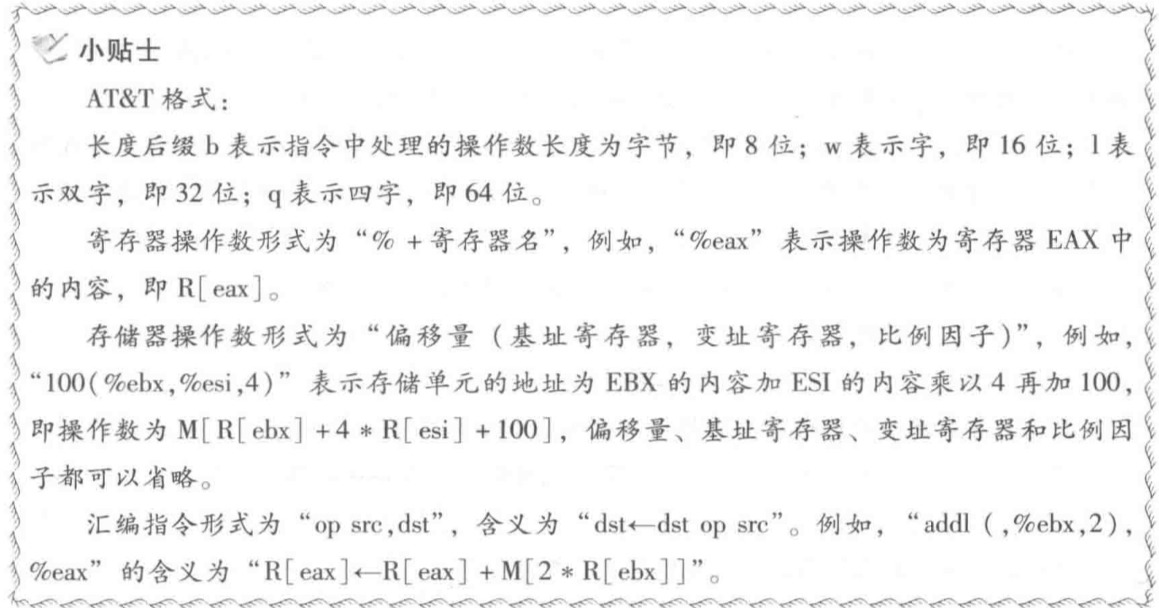 小贴士
AT&T 格式：
长度后缀 b 表示指令中处理的操作数长度为字节，即 8 位；w 表示字，即 16 位；l 表
示双字，即 32 位；q 表示四字，即 64 位。
寄存器操作数形式为“% +寄存器名”，例如，“%eax”表示操作数为寄存器 EAX 中
的内容，即 R[eax]。
存储器操作数形式为“偏移量（基址寄存器，变址寄存器，比例因子）”，例如，
“100(%ebx,%esi,4)”表示存储单元的地址为 EBX 的内容加 ESI 的内容乘以 4 再加 100，
即操作数为 M[R[ebx]+4*R[esi]+100]，偏移量、基址寄存器、变址寄存器和比例因
子都可以省略。
汇编指令形式为“op src,dst”，含义为“dst←dst op src”。例如，“addl (,%ebx,2),
%eax”的含义为“R[eax]←R[eax]+M[2*R[ebx]]”。